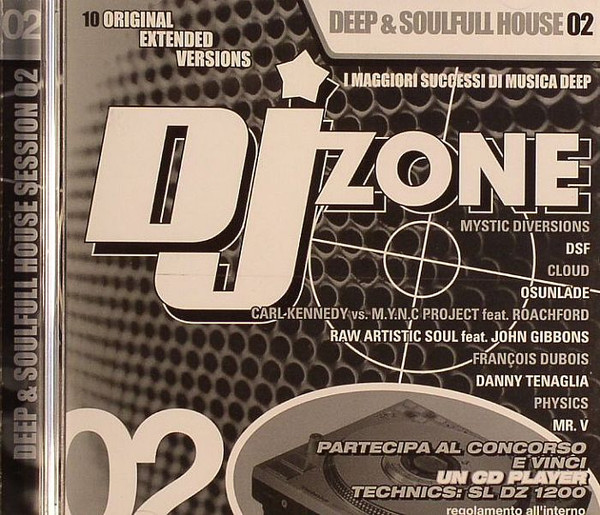 02
DEEP & SOULFULL HOUSE SESSION 02
10 ORIGINAL
EXTENDED
VERSIONS
DEEP & SOULFULL HOUSE 02
I MAGGIORI SUCCESSI DI MUSICA DEEP
Dj ZONE
MYSTIC DIVERSIONS
DSF
CLOUD
OSUNLADE
CARL KENNEDY vs. M.Y.N.C PROJECT feat. ROACHFORD
RAW ARTISTIC SOUL feat. JOHN GIBBONS
FRANÇOIS DUBOIS
DANNY TENAGLIA
PHYSICS
MR. V
02
PARTECIPA AL CONCORSO
E VINCI
UN CD PLAYER
TECHNICS: SL DZ 1200
regolamento all'interno